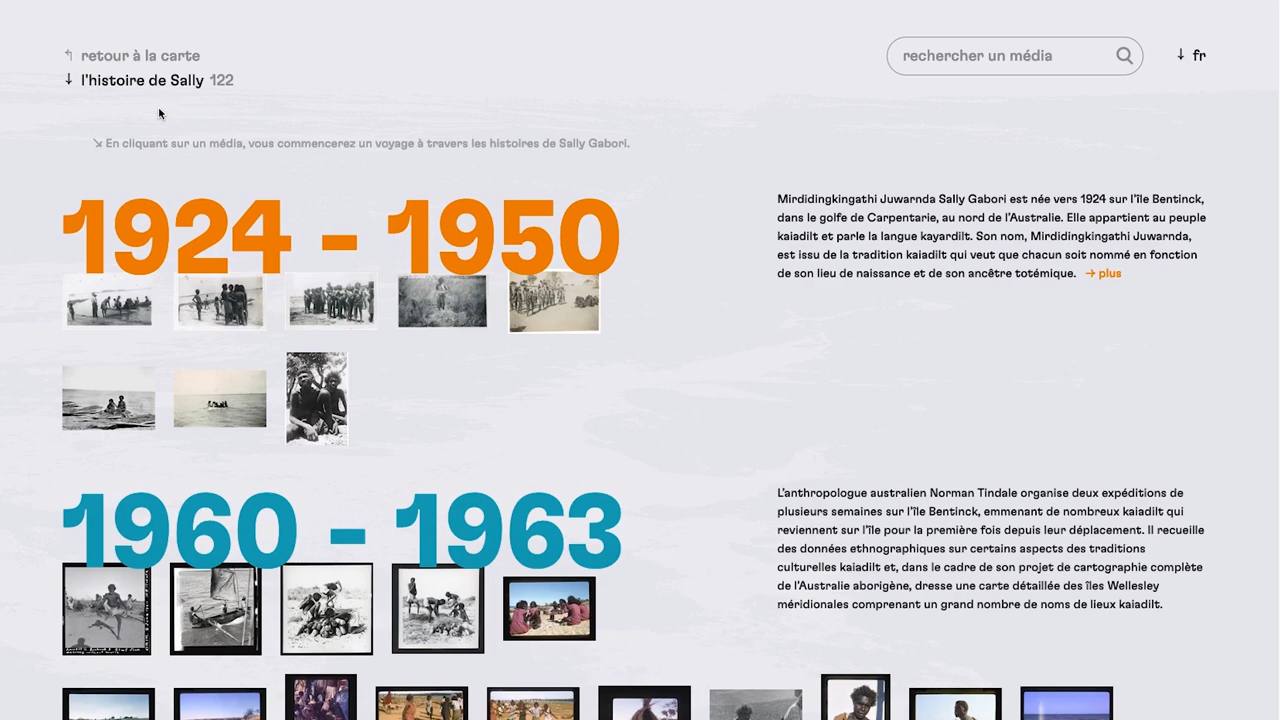 ↰ retour à la carte
↓ l'histoire de Sally 122
rechercher un média
↓ fr
↘ En cliquant sur un média, vous commencerez un voyage à travers les histoires de Sally Gabori.
1924 - 1950
Mirdidingkingathi Juwarnda Sally Gabori est née vers 1924 sur l'île Bentinck,
dans le golfe de Carpentarie, au nord de l'Australie. Elle appartient au peuple
kaiadilt et parle la langue kayardilt. Son nom, Mirdidingkingathi Juwarnda,
est issu de la tradition kaiadilt qui veut que chacun soit nommé en fonction
de son lieu de naissance et de son ancêtre totémique. → plus
1960 - 1963
L'anthropologue australien Norman Tindale organise deux expéditions de
plusieurs semaines sur l'île Bentinck, emmenant de nombreux kaiadilt qui
reviennent sur l'île pour la première fois depuis leur déplacement. Il recueille
des données ethnographiques sur certains aspects des traditions
culturelles kaiadilt et, dans le cadre de son projet de cartographie complète
de l'Australie aborigène, dresse une carte détaillée des îles Wellesley
méridionales comprenant un grand nombre de noms de lieux kaiadilt.